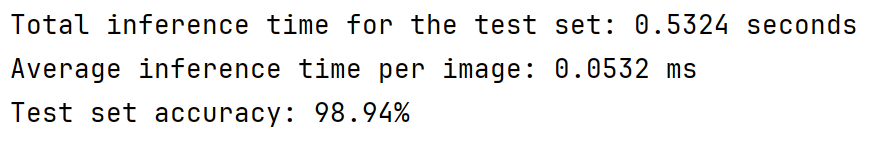 Total inference time for the test set: 0.5324 seconds
Average inference time per image: 0.0532 ms
Test set accuracy: 98.94%